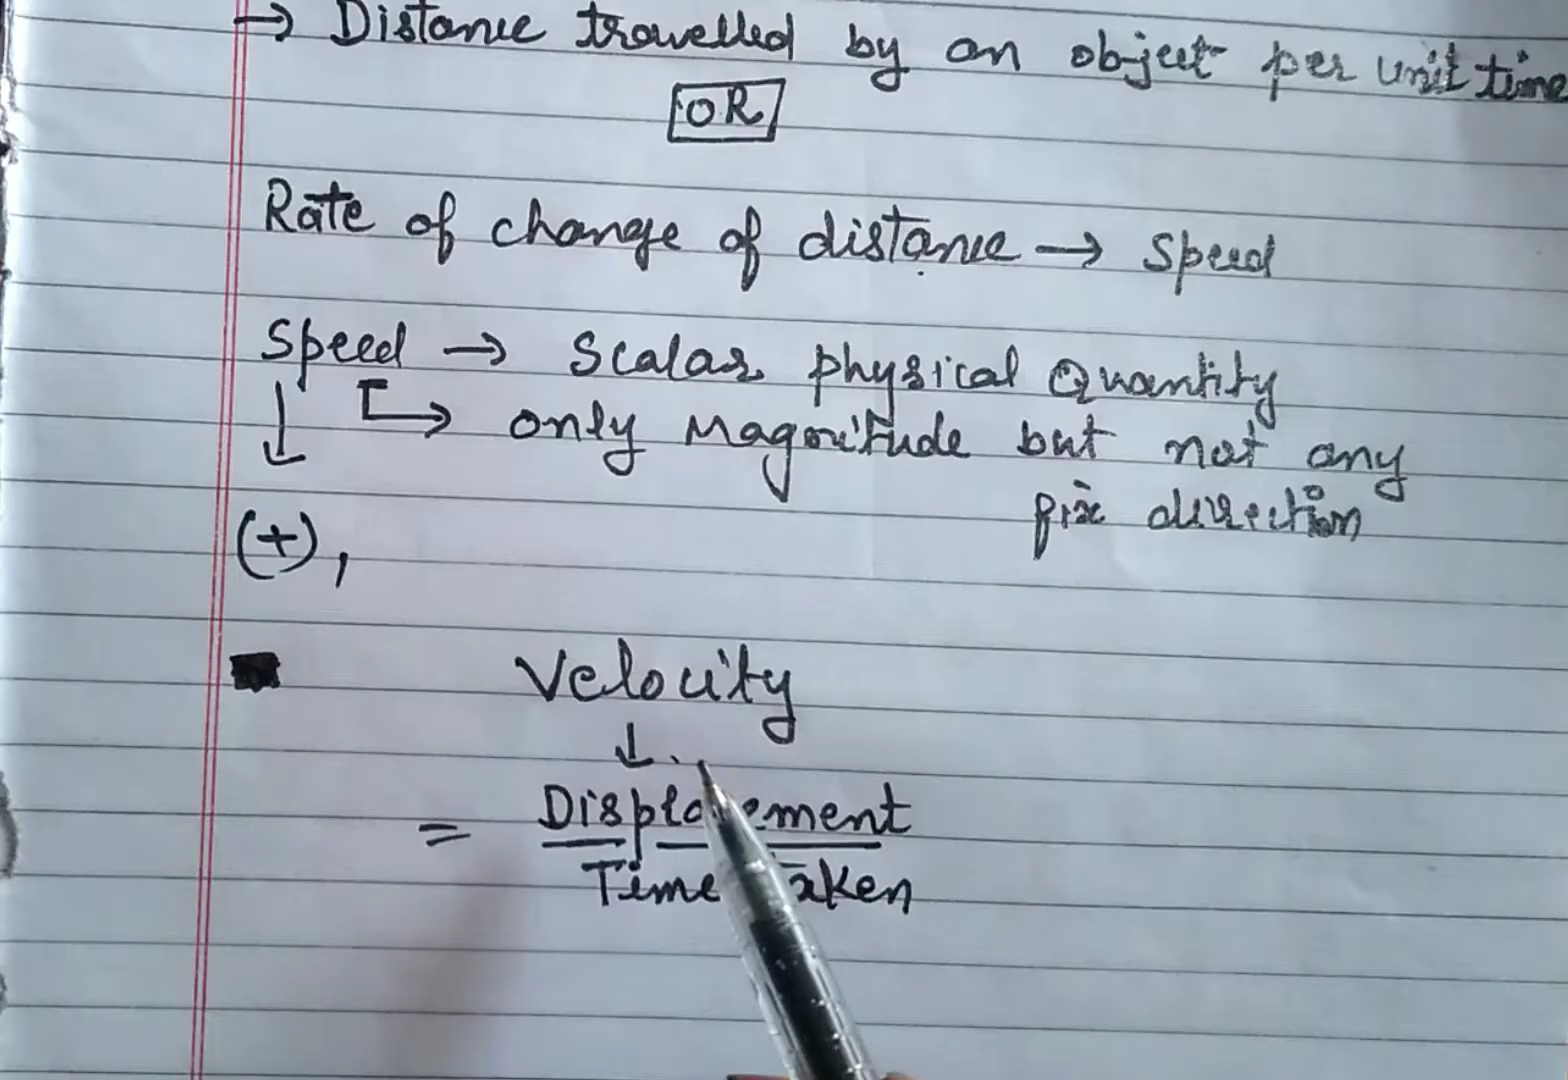 → Distance travelled by an object per unit time
OR
Rate of change of distance → Speed
Speed → Scalar physical Quantity
↓ ↳ only Magnitude but not any
fix direction
(+),
Velocity
↓
= Displacement
Time Taken